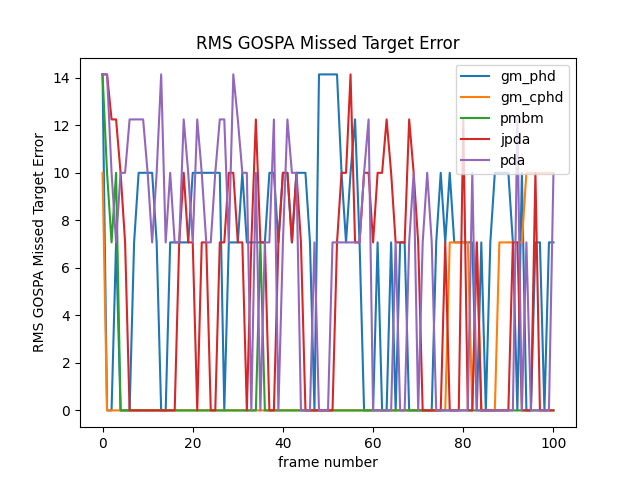 RMS GOSPA Missed Target Error
gm_phd
gm_cphd
pmbm
jpda
pda
RMS GOSPA Missed Target Error
14
12
10
8
6
4
2
0
0 20 40 60 80 100
frame number